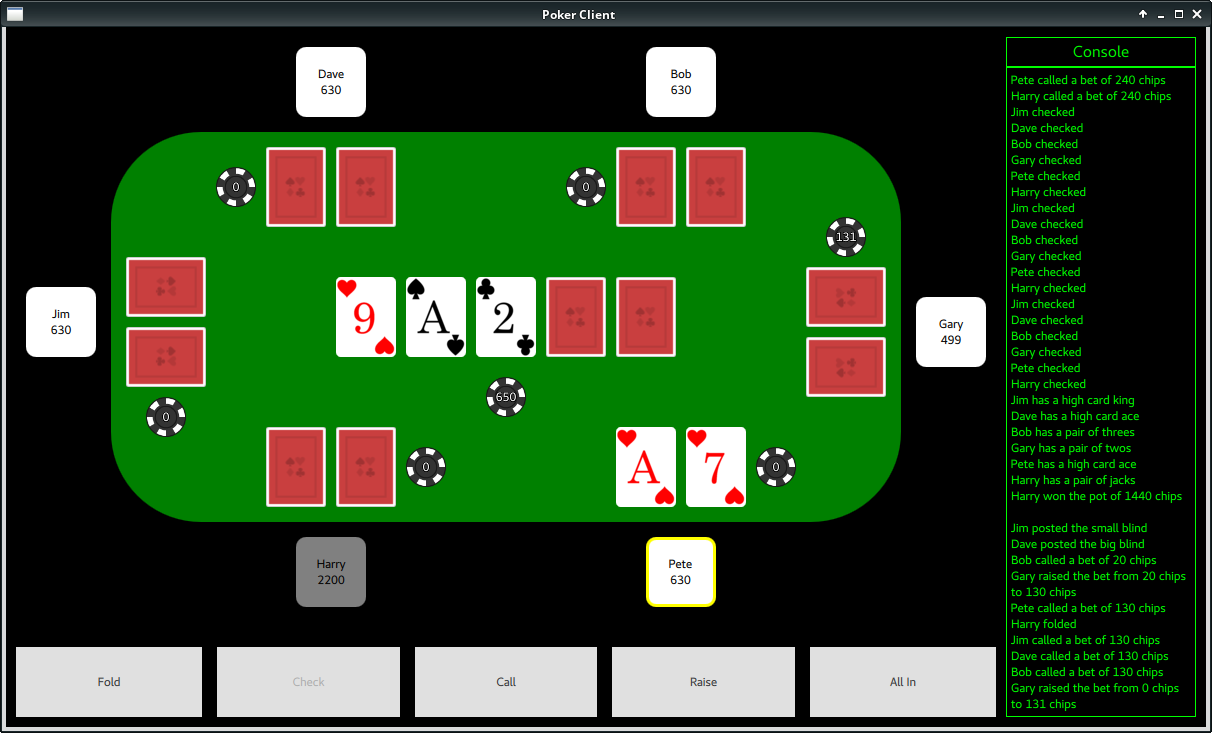 Poker Client
Dave
630
Bob
630
0
0
131
Jim
630
9
A
2
Gary
499
650
0
0
A
7
0
Harry
2200
Pete
630
Fold
Check
Call
Raise
All In
Console
Pete called a bet of 240 chips
Harry called a bet of 240 chips
Jim checked
Dave checked
Bob checked
Gary checked
Pete checked
Harry checked
Jim checked
Dave checked
Bob checked
Gary checked
Pete checked
Harry checked
Jim checked
Dave checked
Bob checked
Gary checked
Pete checked
Harry checked
Jim has a high card king
Dave has a high card ace
Bob has a pair of threes
Gary has a pair of twos
Pete has a high card ace
Harry has a pair of jacks
Harry won the pot of 1440 chips
Jim posted the small blind
Dave posted the big blind
Bob called a bet of 20 chips
Gary raised the bet from 20 chips
to 130 chips
Pete called a bet of 130 chips
Harry folded
Jim called a bet of 130 chips
Dave called a bet of 130 chips
Bob called a bet of 130 chips
Gary raised the bet from 0 chips
to 131 chips